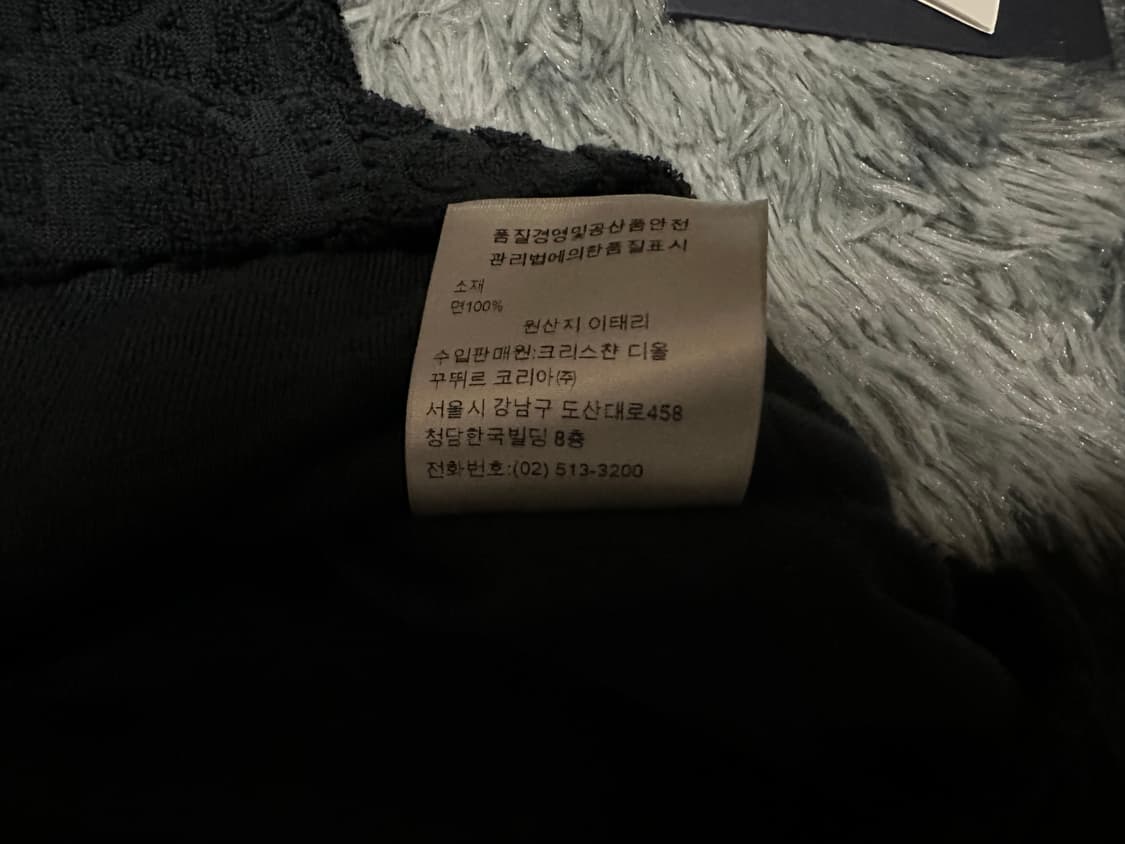 품질경영및공산품안전
관리법에의한품질표시
소재
면100%
원산지 이태리
수입판매원:크리스챤 디올
꾸뛰르 코리아㈜
서울시 강남구 도산대로458
청담한국빌딩 8층
전화번호:(02) 513-3200